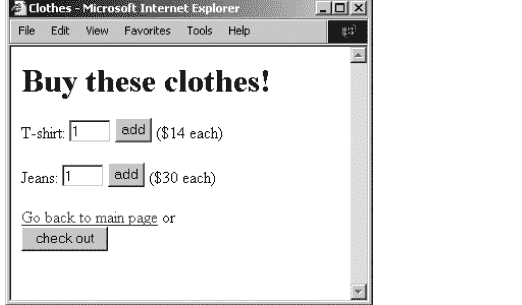 Clothes - Microsoft Internet Explorer
File Edit View Favorites Tools Help
Buy these clothes!
T-shirt: 1 add ($14 each)
Jeans: 1 add ($30 each)
Go back to main page or
check out